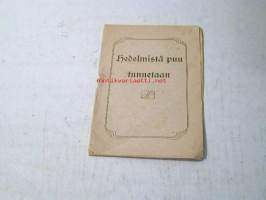 Hedelmistä puu
tunnetaan
antikvariaatti.net